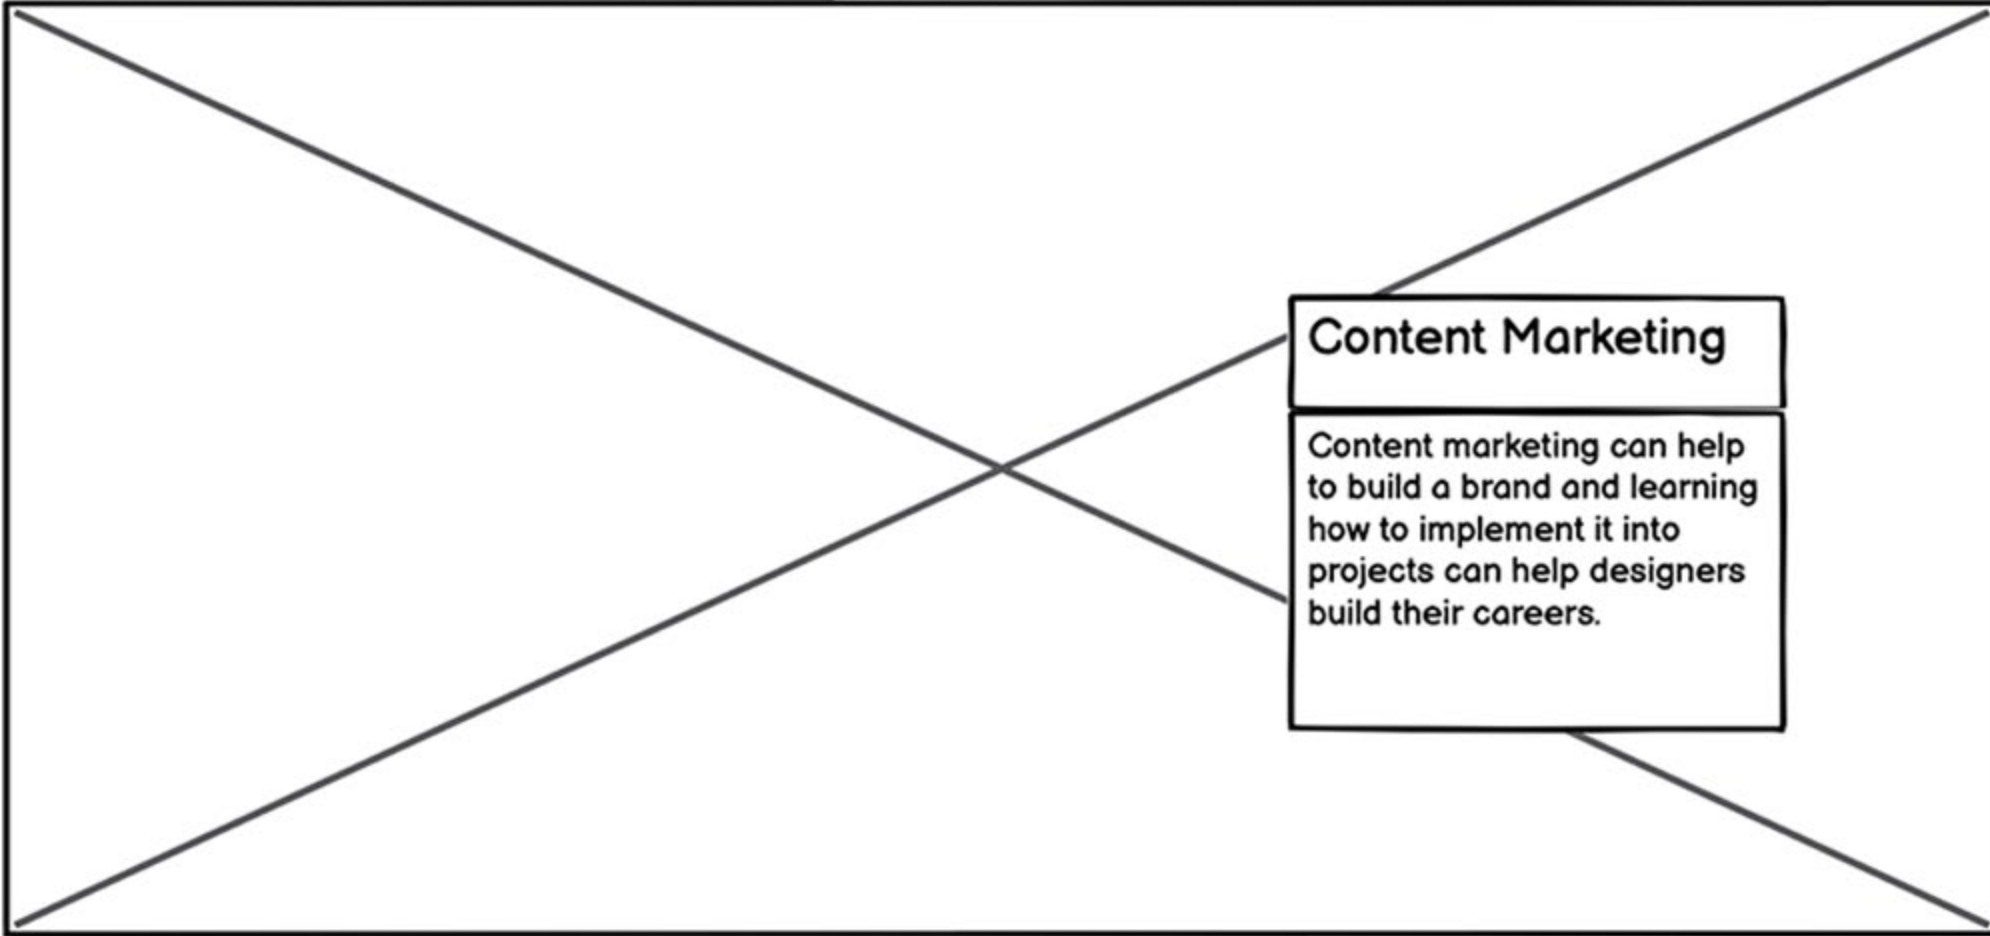 Content Marketing
Content marketing can help
to build a brand and learning
how to implement it into
projects can help designers
build their careers.